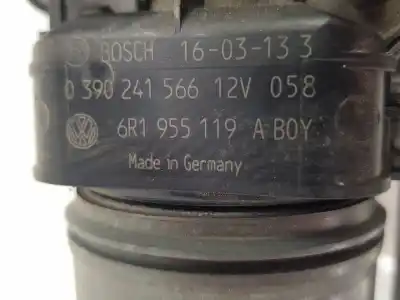 BOSCH 16-03-13 3
0 390 241 566 12V 058
6R1 955 119 A BOY
Made in Germany